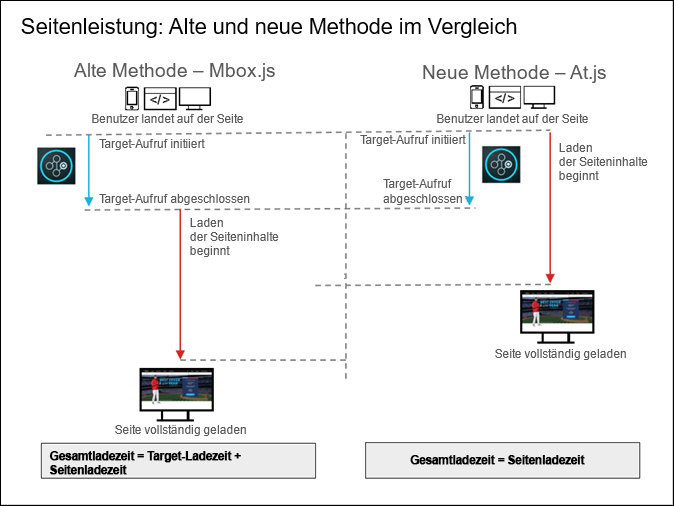 Seitenleistung: Alte und neue Methode im Vergleich
Alte Methode – Mbox.js
</>
Benutzer landet auf der Seite
Target-Aufruf initiiert
Target-Aufruf abgeschlossen
Laden
der Seiteninhalte
beginnt
Seite vollständig geladen
Gesamtladezeit = Target-Ladezeit +
Seitenladezeit
Neue Methode – At.js
</>
Benutzer landet auf der Seite
Target-Aufruf initiiert
Laden
der Seiteninhalte
beginnt
Target-Aufruf
abgeschlossen
Seite vollständig geladen
Gesamtladezeit = Seitenladezeit